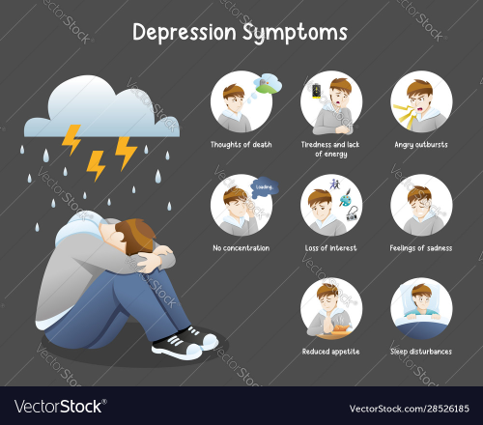 Depression Symptoms
Thoughts of death
Tiredness and lack
of energy
Angry outbursts
Loading...
No concentration
Loss of interest
Feelings of sadness
Reduced appetite
Sleep disturbances
VectorStock®
VectorStock.com/28526185